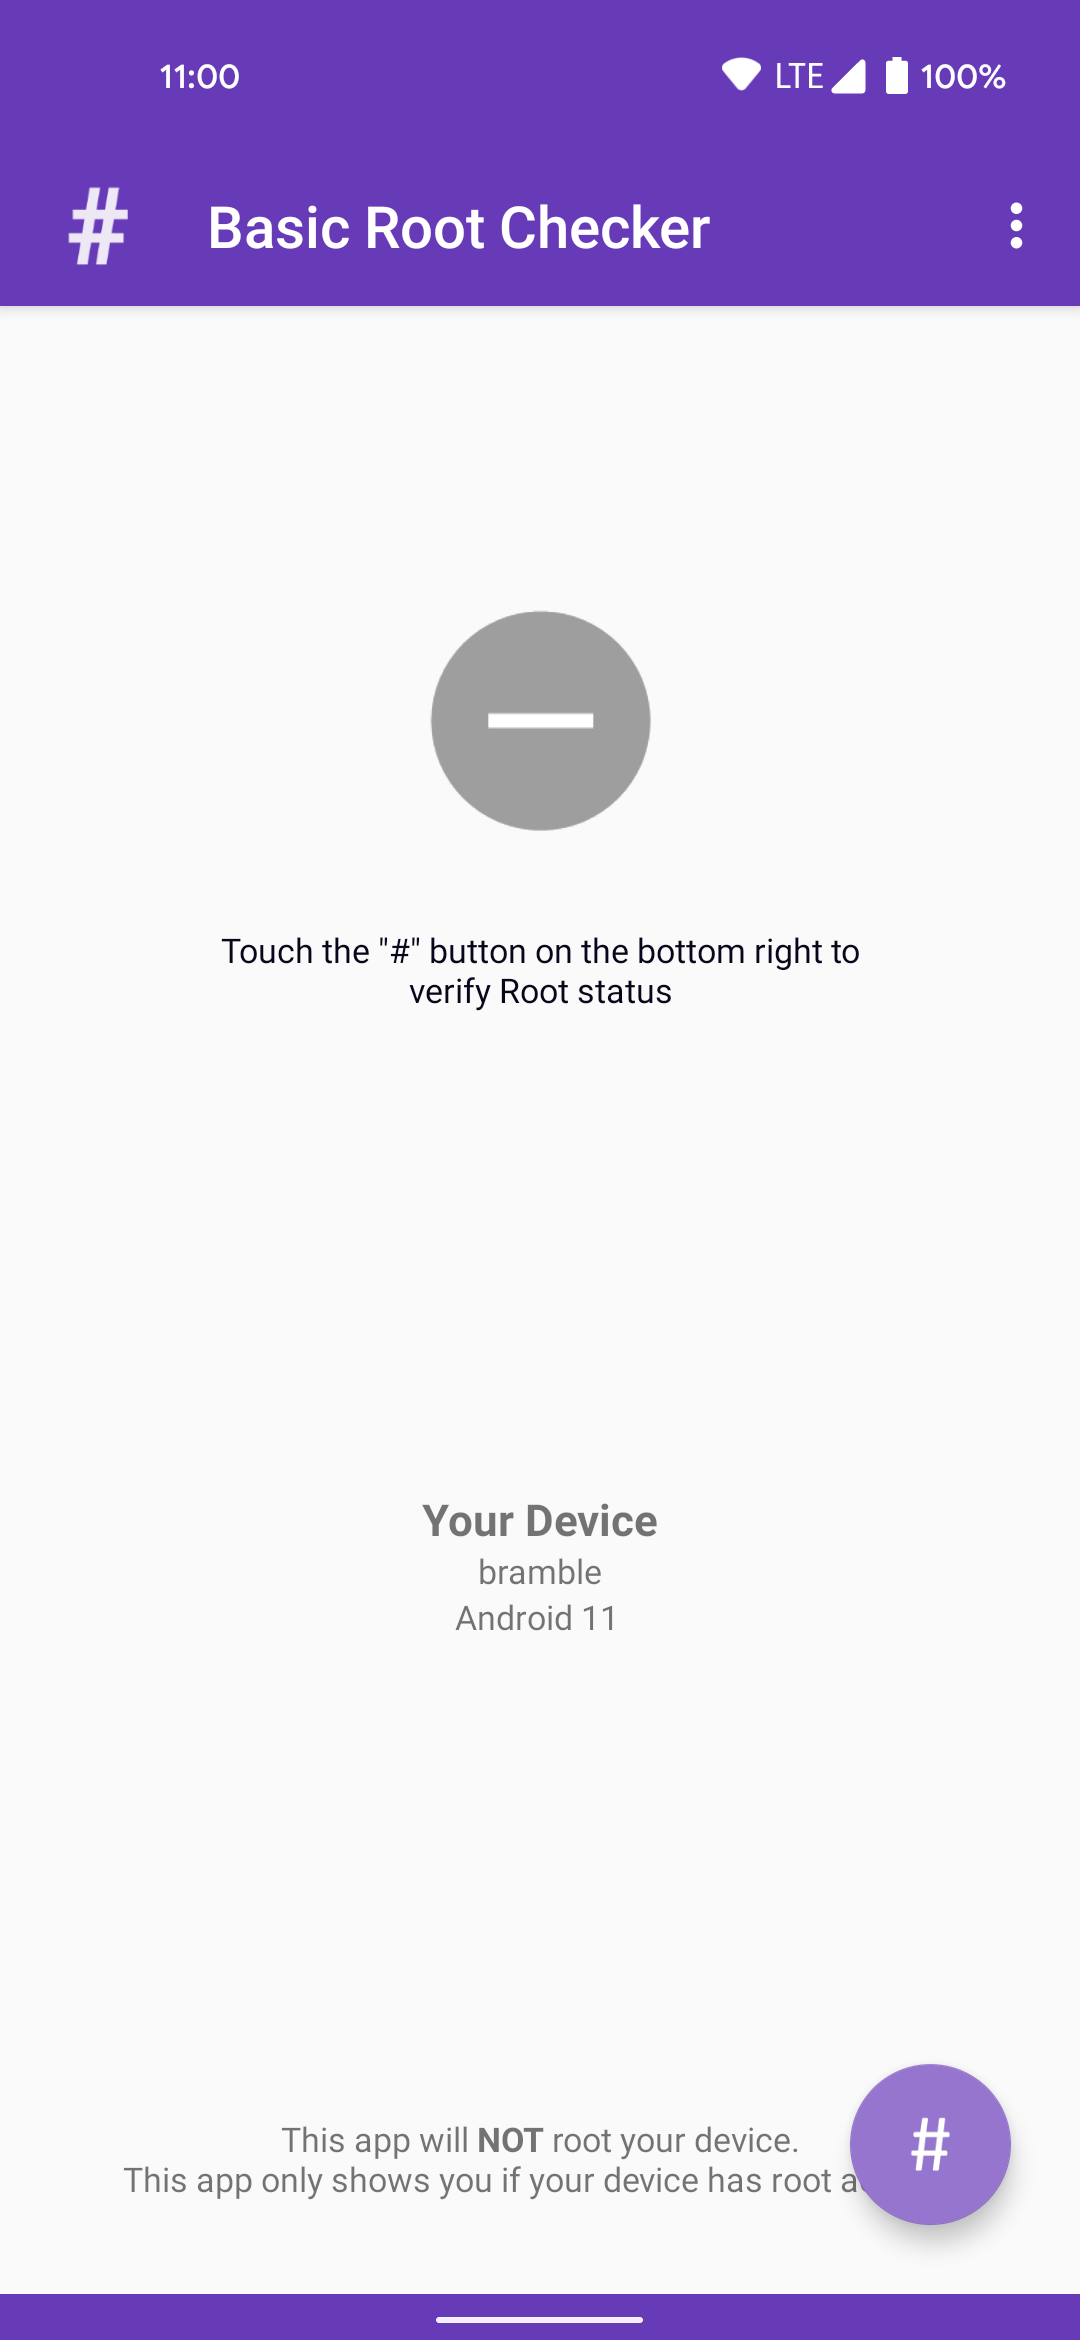 11:00 LTE 100%
# Basic Root Checker
Touch the "#" button on the bottom right to
verify Root status
Your Device
bramble
Android 11
This app will NOT root your device.
This app only shows you if your device has root
#